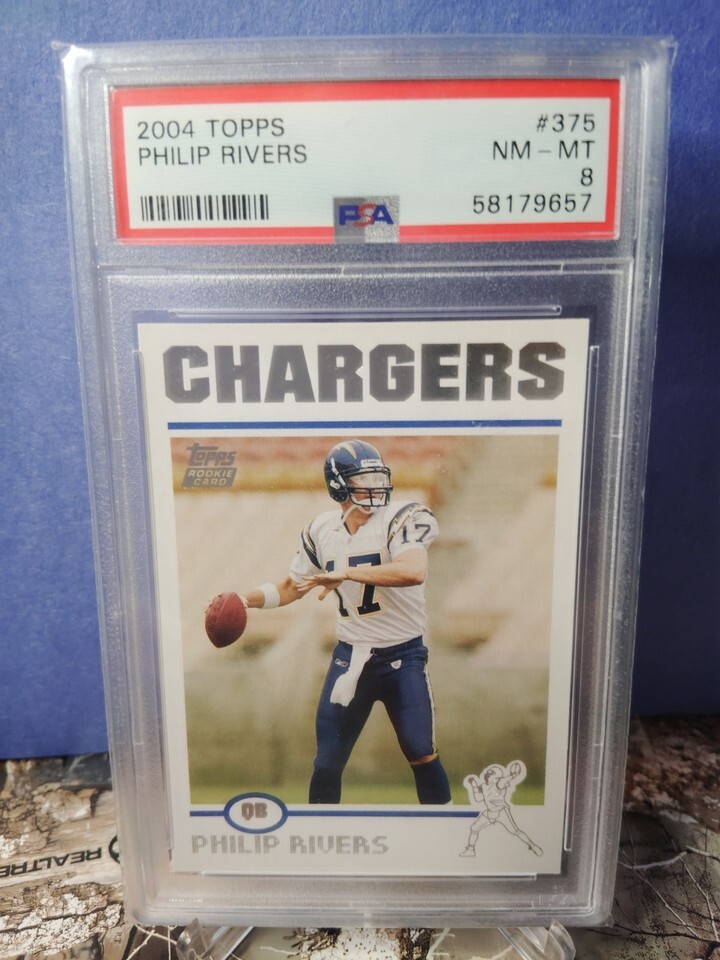 2004 TOPPS #375
PHILIP RIVERS NM - MT
8
PSA 58179657
CHARGERS
Topps
ROOKIE
CARD
17
17
QB
PHILIP RIVERS
REALTRE